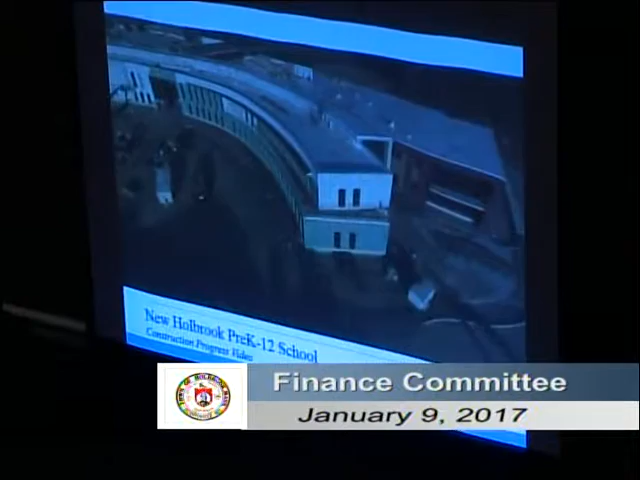 New Holbrook PreK-12 School
Construction Progress Video
Finance Committee
January 9, 2017